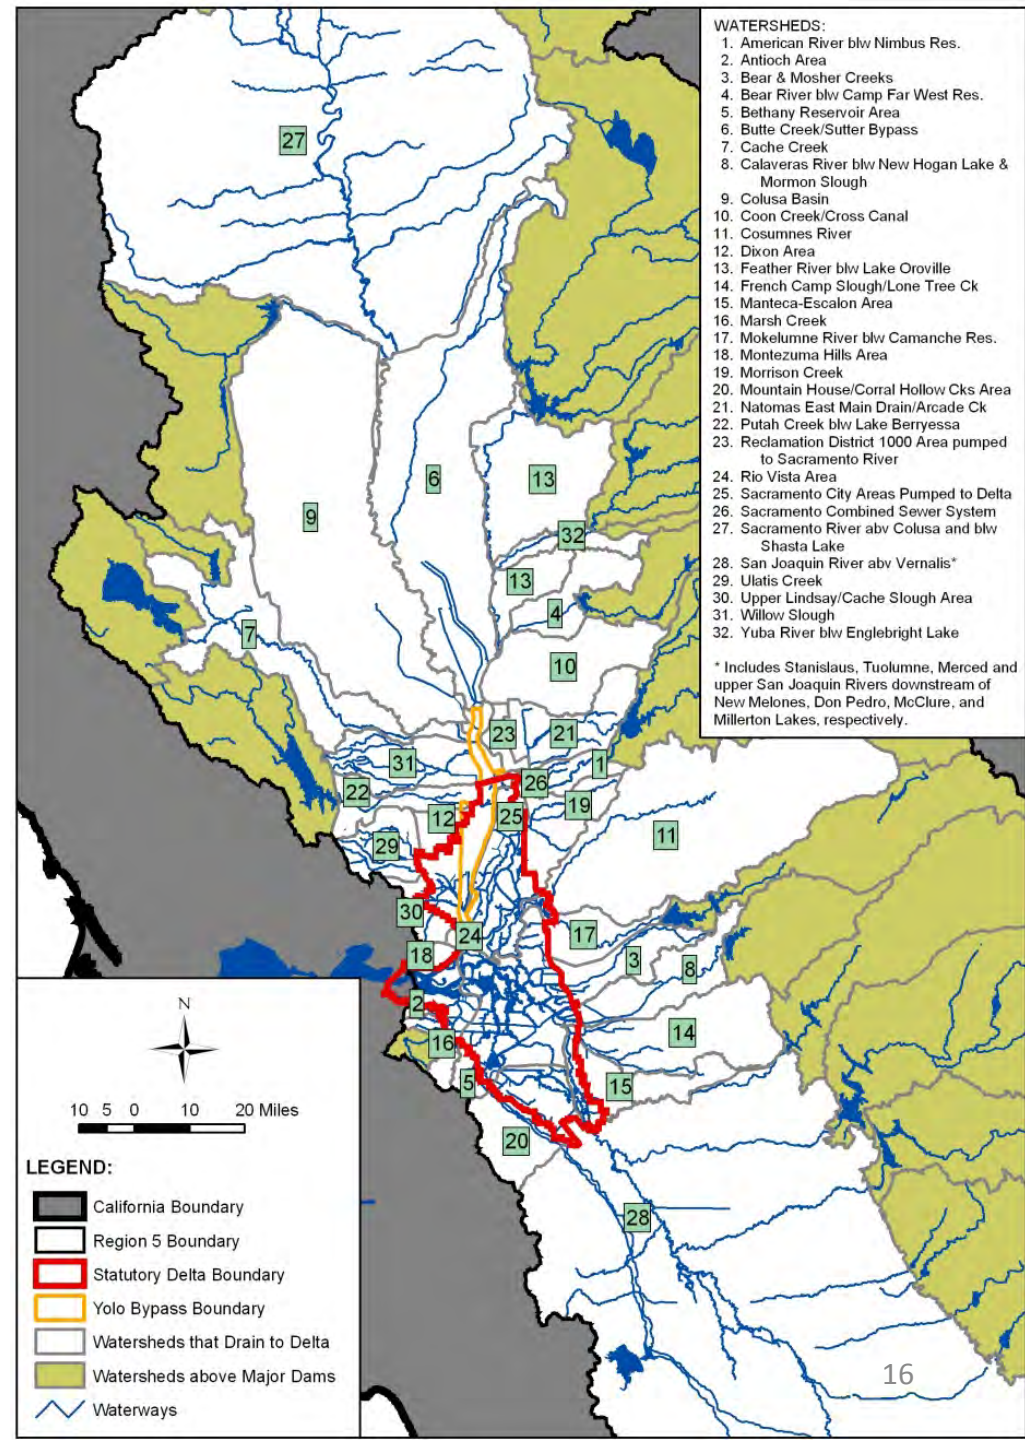 WATERSHEDS:
1. American River blw Nimbus Res.
2. Antioch Area
3. Bear & Mosher Creeks
4. Bear River blw Camp Far West Res.
5. Bethany Reservoir Area
6. Butte Creek/Sutter Bypass
7. Cache Creek
8. Calaveras River blw New Hogan Lake &
Mormon Slough
9. Colusa Basin
10. Coon Creek/Cross Canal
11. Cosumnes River
12. Dixon Area
13. Feather River blw Lake Oroville
14. French Camp Slough/Lone Tree Ck
15. Manteca-Escalon Area
16. Marsh Creek
17. Mokelumne River blw Camanche Res.
18. Montezuma Hills Area
19. Morrison Creek
20. Mountain House/Corral Hollow Cks Area
21. Natomas East Main Drain/Arcade Ck
22. Putah Creek blw Lake Berryessa
23. Reclamation District 1000 Area pumped
to Sacramento River
24. Rio Vista Area
25. Sacramento City Areas Pumped to Delta
26. Sacramento Combined Sewer System
27. Sacramento River abv Colusa and blw
Shasta Lake
28. San Joaquin River abv Vernalis*
29. Ulatis Creek
30. Upper Lindsay/Cache Slough Area
31. Willow Slough
32. Yuba River blw Englebright Lake
* Includes Stanislaus, Tuolumne, Merced and
upper San Joaquin Rivers downstream of
New Melones, Don Pedro, McClure, and
Millerton Lakes, respectively.
27
6
13
9
32
13
4
7
10
23
21
31
1
26
22
19
12
25
11
29
30
24
17
18
3
8
2
14
16
5
15
20
28
N
10 5 0 10 20 Miles
LEGEND:
California Boundary
Region 5 Boundary
Statutory Delta Boundary
Yolo Bypass Boundary
Watersheds that Drain to Delta
Watersheds above Major Dams
Waterways
16